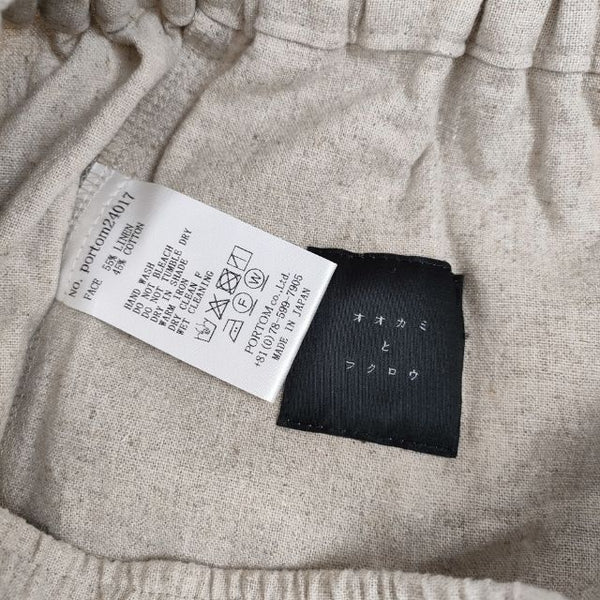 No. portom24017
FACE 55% LINEN
45% COTTON
HAND WASH
DO NOT BLEACH
DO NOT TUMBLE DRY
DRY IN SHADE
WARM IRON
DRY CLEAN F
WET CLEANING
PORTOM co.,Ltd.
+81(0)78-599-7905
MADE IN JAPAN
オオカミ
と
フクロウ